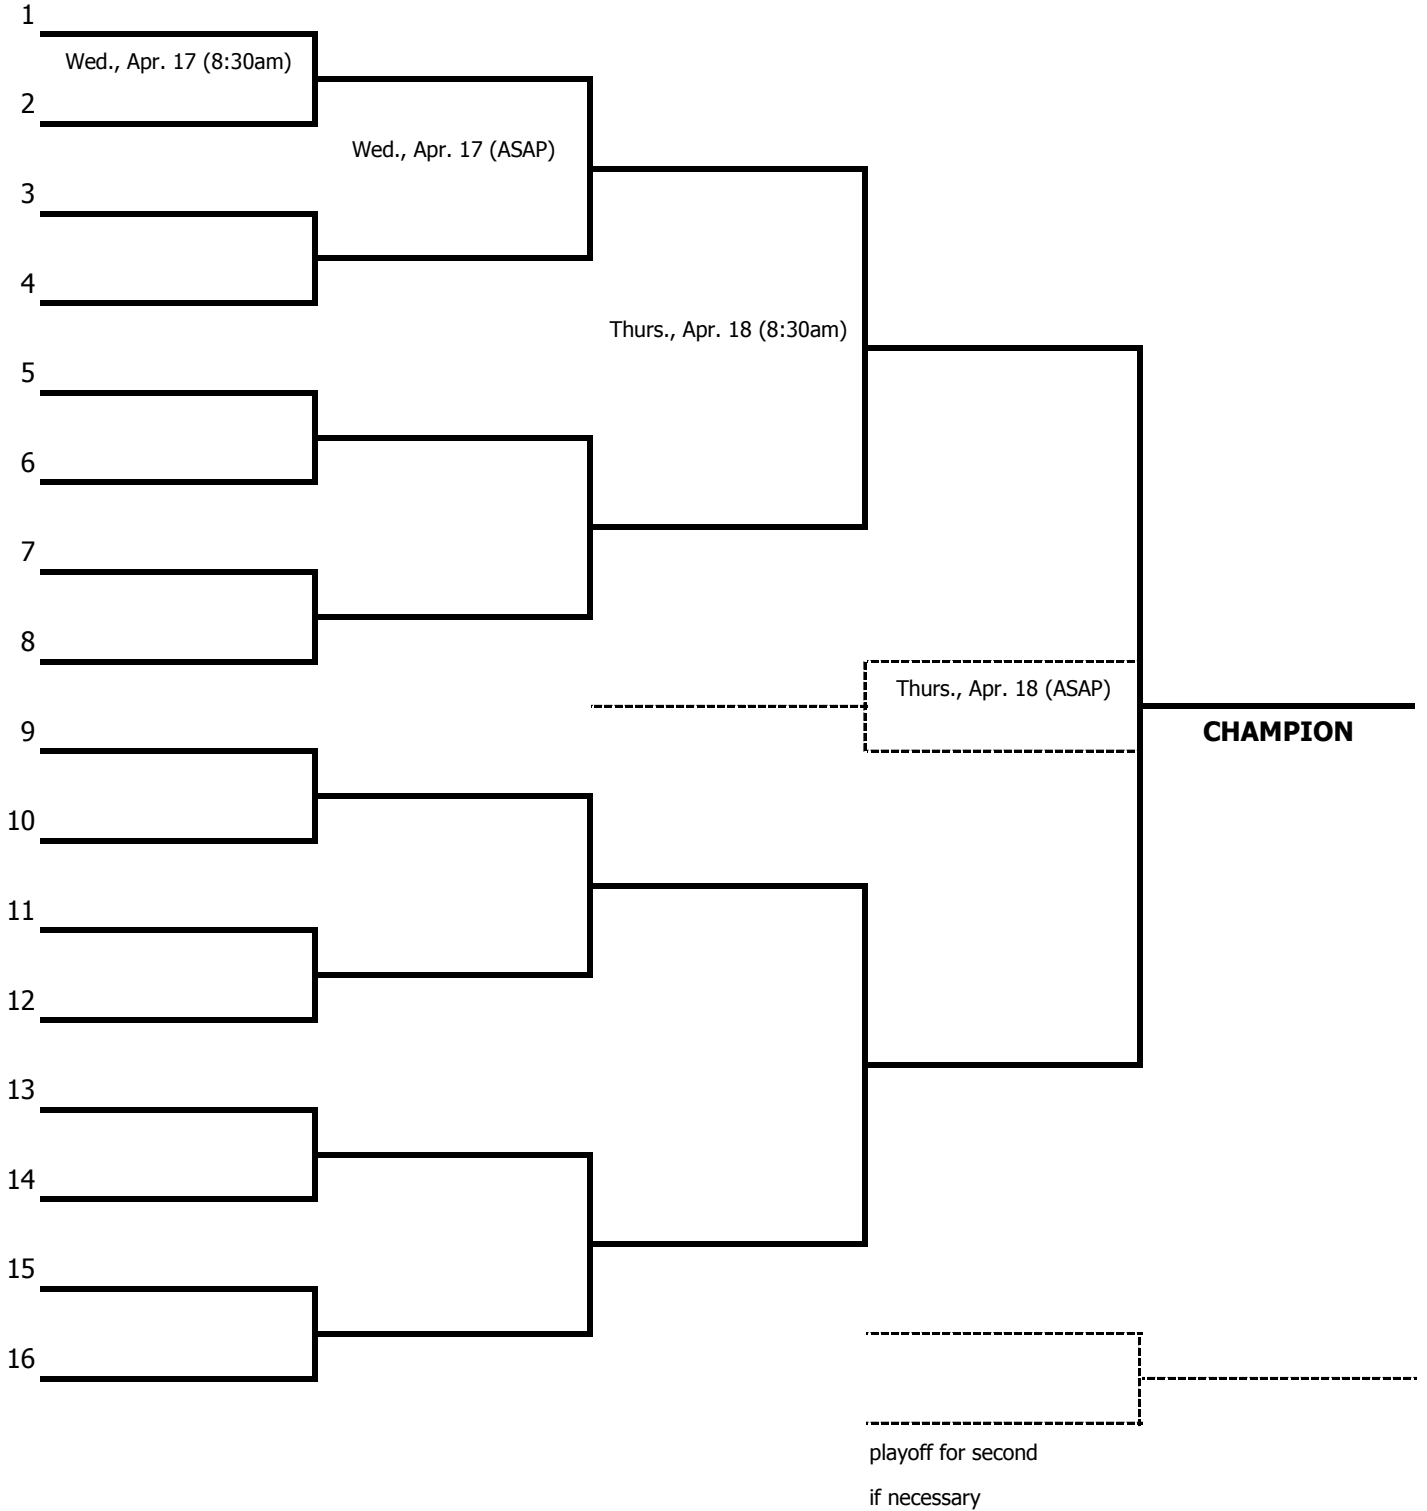 1
Wed., Apr. 17 (8:30am)
2
Wed., Apr. 17 (ASAP)
3
4
Thurs., Apr. 18 (8:30am)
5
6
7
8
Thurs., Apr. 18 (ASAP)
9
CHAMPION
10
11
12
13
14
15
16
playoff for second
if necessary